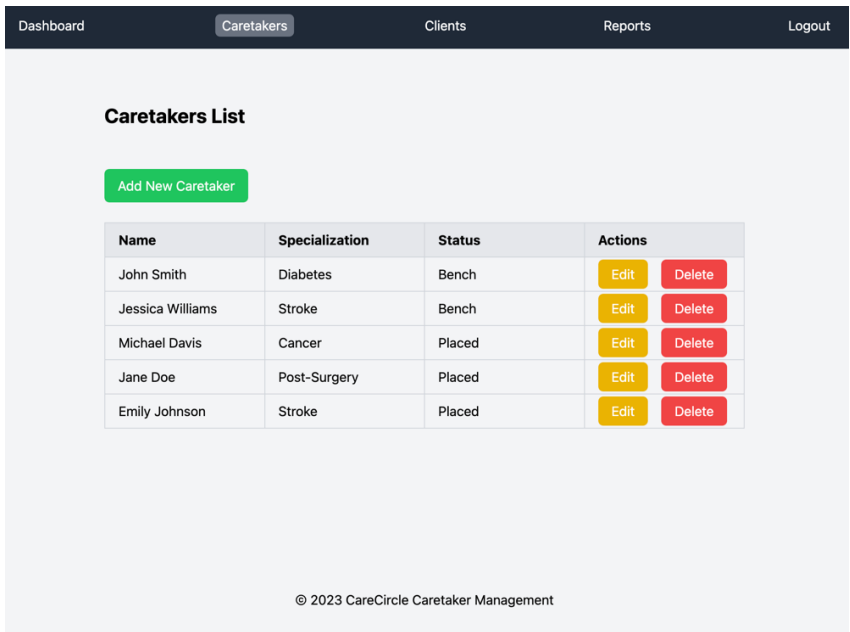 Dashboard Caretakers Clients Reports Logout
Caretakers List
Add New Caretaker
Name Specialization Status Actions
John Smith Diabetes Bench Edit Delete
Jessica Williams Stroke Bench Edit Delete
Michael Davis Cancer Placed Edit Delete
Jane Doe Post-Surgery Placed Edit Delete
Emily Johnson Stroke Placed Edit Delete
© 2023 CareCircle Caretaker Management